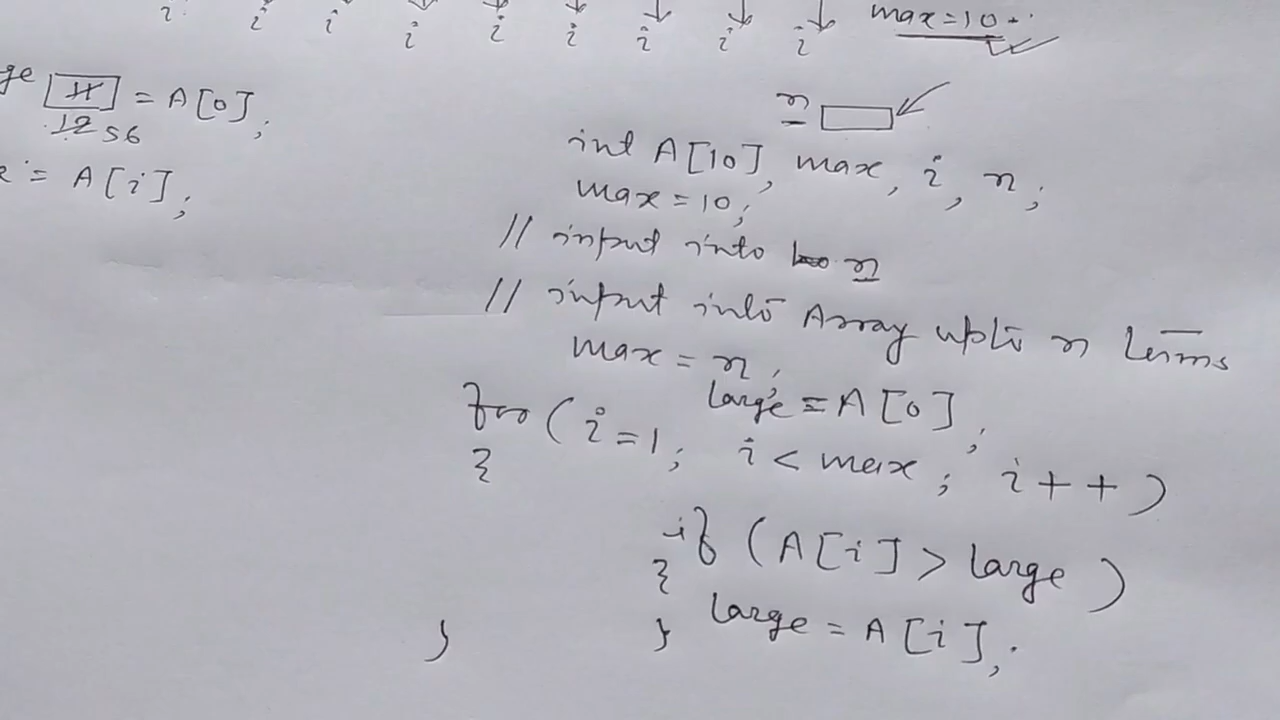 i i i i i i i i i max = 10
ge 11 = A[0];
12 56
= A[i];
n
int A[10], max, i, n;
max = 10;
// input into n
// input into Array upto n terms
max = n;
large = A[0];
for ( i = 1; i < max; i++ )
{
if ( A[i] > large )
{
large = A[i];
} }